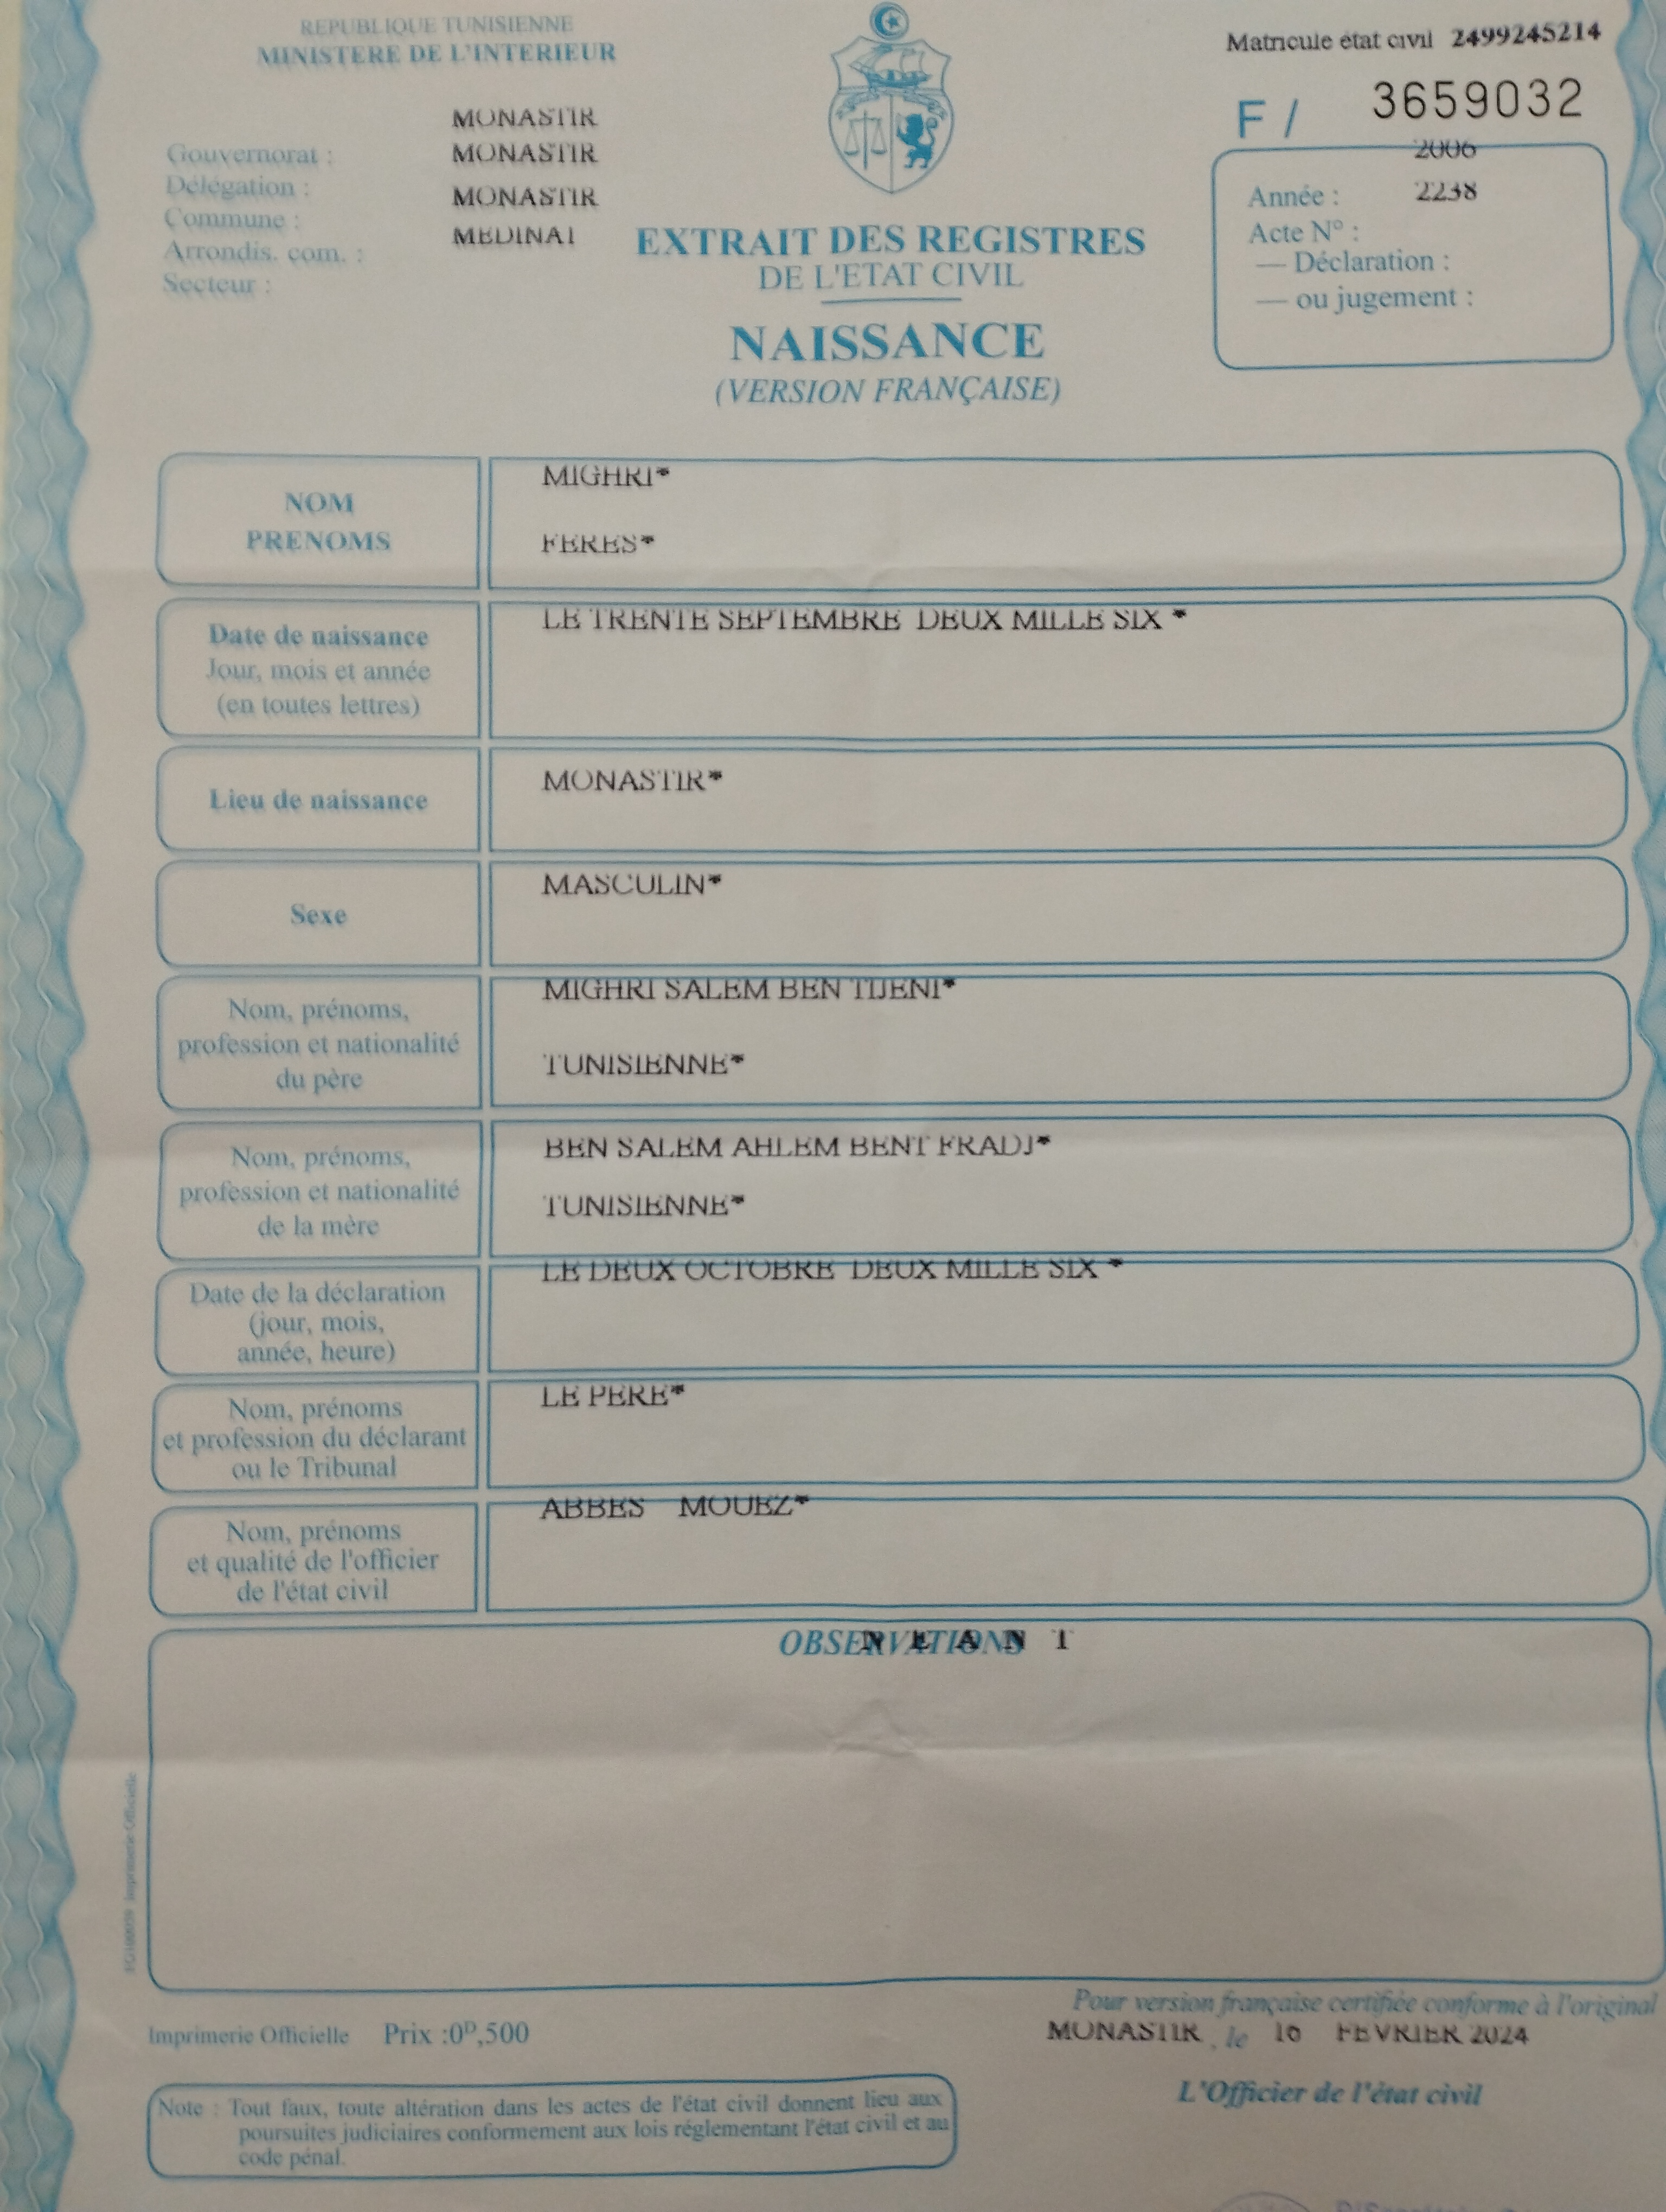 REPUBLIQUE TUNISIENNE
MINISTERE DE L'INTERIEUR
Matricule état civil 2499245214
F / 3659032
MONASTIR
Gouvernorat : MONASTIR
Délégation :
Commune : MONASTIR
Arrondis. com. : MEDINA1
Secteur :
2006
Année : 2238
Acte N° :
— Déclaration :
— ou jugement :
EXTRAIT DES REGISTRES
DE L'ETAT CIVIL
NAISSANCE
(VERSION FRANÇAISE)
NOM
PRENOMS
MIGHRI*
FERES*
Date de naissance
Jour, mois et année
(en toutes lettres)
LE TRENTE SEPTEMBRE DEUX MILLE SIX *
Lieu de naissance
MONASTIR*
Sexe
MASCULIN*
Nom, prénoms,
profession et nationalité
du père
MIGHRI SALEM BEN TIJENI*
TUNISIENNE*
Nom, prénoms,
profession et nationalité
de la mère
BEN SALEM AHLEM BENT FRADJ*
TUNISIENNE*
Date de la déclaration
(jour, mois,
année, heure)
LE DEUX OCTOBRE DEUX MILLE SIX *
Nom, prénoms
et profession du déclarant
ou le Tribunal
LE PERE*
Nom, prénoms
et qualité de l'officier
de l'état civil
ABBES MOUEZ*
OBSERVATIONS
N E A N T
Imprimerie Officielle
Pour version française certifiée conforme à l'original
Imprimerie Officielle Prix :0ᴰ,500
MONASTIR , le 16 FEVRIER 2024
L'Officier de l'état civil
Note : Tout faux, toute altération dans les actes de l'état civil donnent lieu aux
poursuites judiciaires conformement aux lois réglementant l'état civil et au
code pénal.